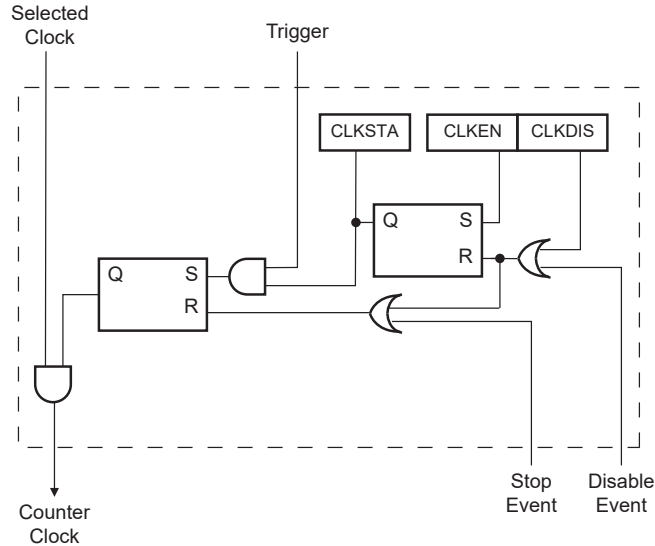 Selected
Clock
Trigger
CLKSTA
CLKEN
CLKDIS
Q
S
R
Q
S
R
Counter
Clock
Stop
Event
Disable
Event